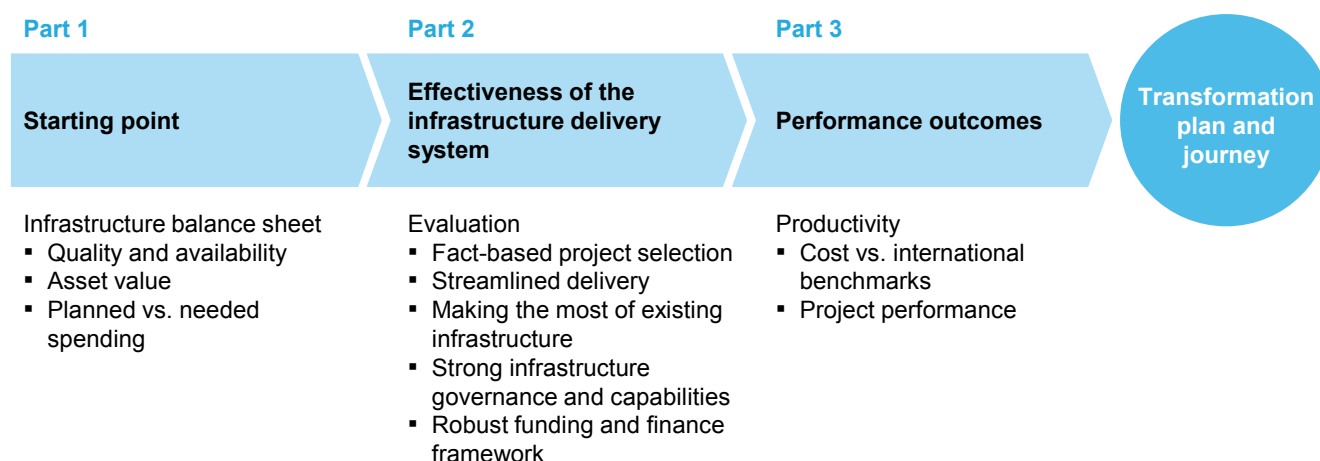 Part 1
Starting point
Infrastructure balance sheet
▪ Quality and availability
▪ Asset value
▪ Planned vs. needed
spending
Part 2
Effectiveness of the
infrastructure delivery
system
Evaluation
▪ Fact-based project selection
▪ Streamlined delivery
▪ Making the most of existing
infrastructure
▪ Strong infrastructure
governance and capabilities
▪ Robust funding and finance
framework
Part 3
Performance outcomes
Productivity
▪ Cost vs. international
benchmarks
▪ Project performance
Transformation
plan and
journey